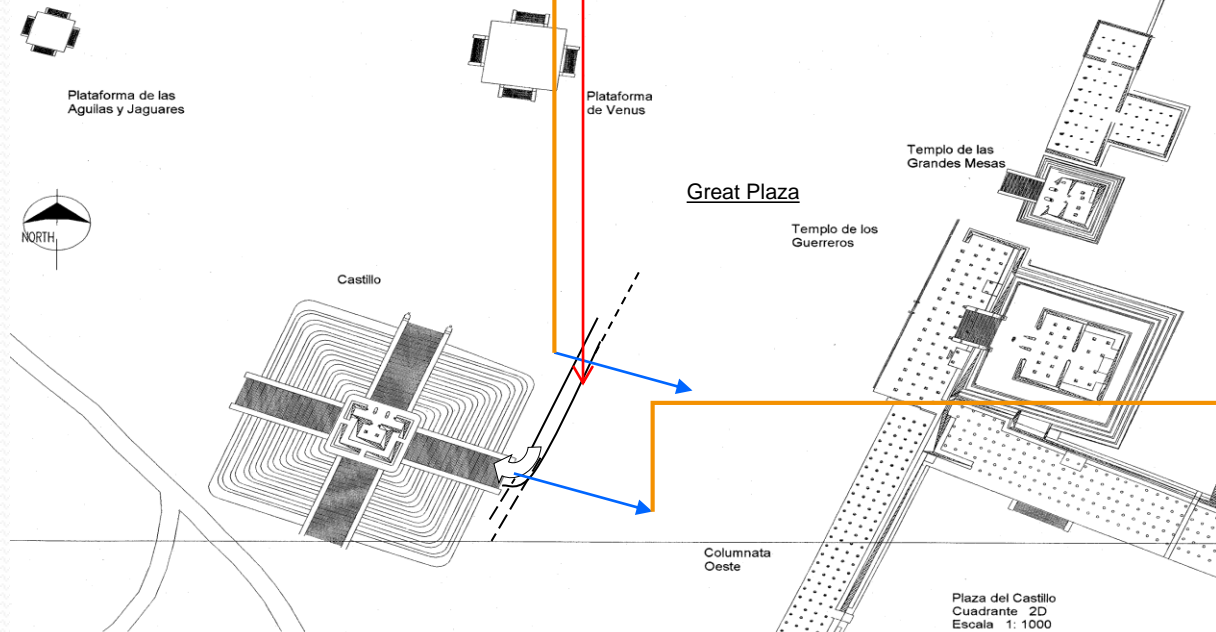 Plataforma de las
Aguilas y Jaguares
Plataforma
de Venus
Templo de las
Grandes Mesas
Great Plaza
NORTH
Templo de los
Guerreros
Castillo
Columnata
Oeste
Plaza del Castillo
Cuadrante 2D
Escala 1: 1000